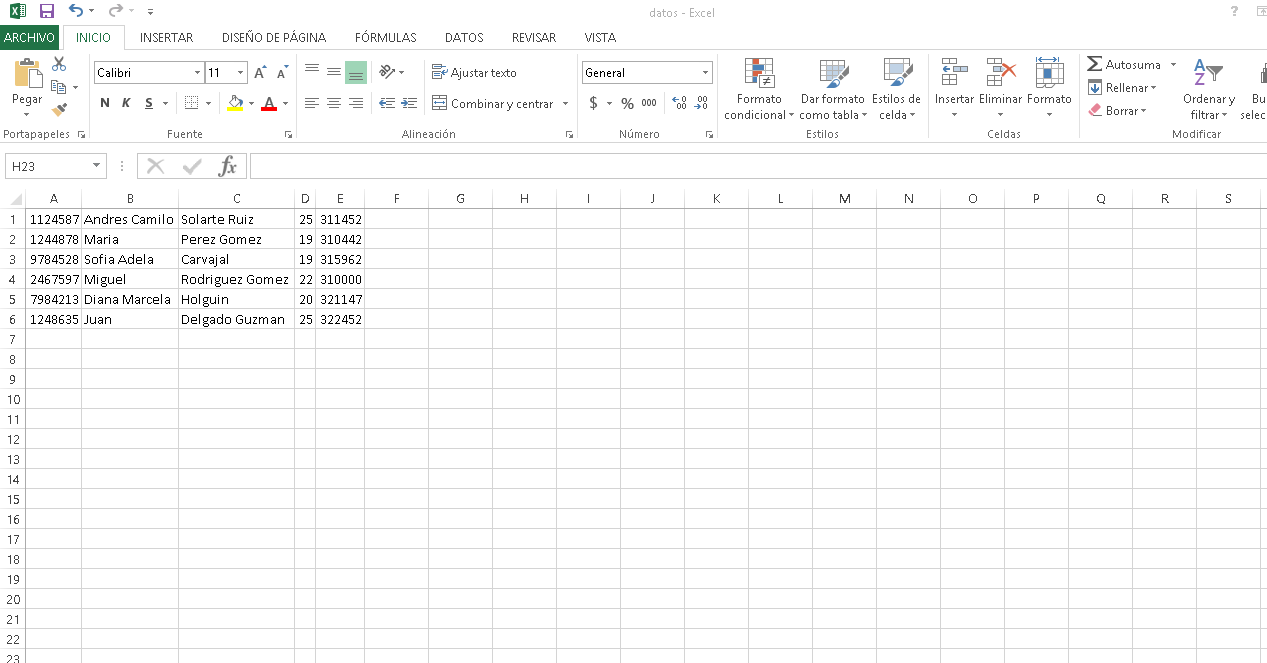 datos - Excel
?
ARCHIVO INICIO INSERTAR DISEÑO DE PÁGINA FÓRMULAS DATOS REVISAR VISTA
Pegar
Portapapeles
Calibri 11 A A
N K S A
Fuente
Ajustar texto
Combinar y centrar
Alineación
General
$ % 000 ,00 ,00
Número
Formato condicional
Dar formato como tabla
Estilos de celda
Estilos
Insertar Eliminar Formato
Celdas
Autosuma
Rellenar
Borrar
Ordenar y filtrar
Bu
selec
Modificar
H23 fx
A B C D E F G H I J K L M N O P Q R S
1 1124587 Andres Camilo Solarte Ruiz 25 311452
2 1244878 Maria Perez Gomez 19 310442
3 9784528 Sofia Adela Carvajal 19 315962
4 2467597 Miguel Rodriguez Gomez 22 310000
5 7984213 Diana Marcela Holguin 20 321147
6 1248635 Juan Delgado Guzman 25 322452
7
8
9
10
11
12
13
14
15
16
17
18
19
20
21
22
23